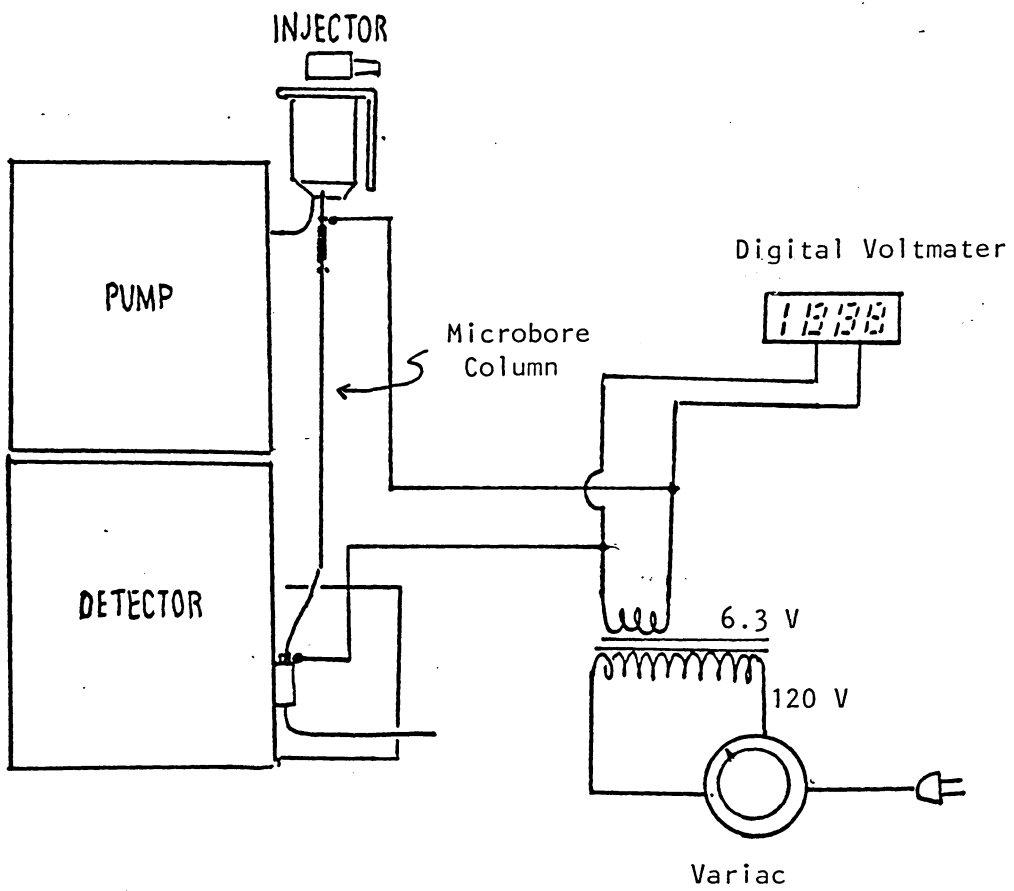 INJECTOR
PUMP
Digital Voltmater
Microbore
Column
DETECTOR
6.3 V
120 V
Variac